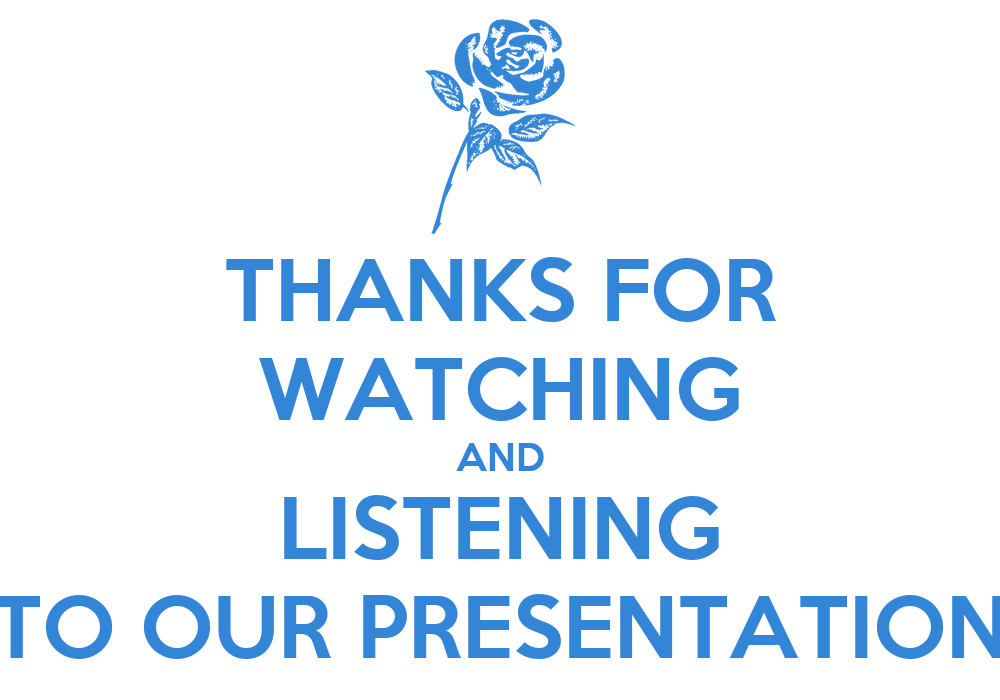 THANKS FOR
WATCHING
AND
LISTENING
TO OUR PRESENTATION